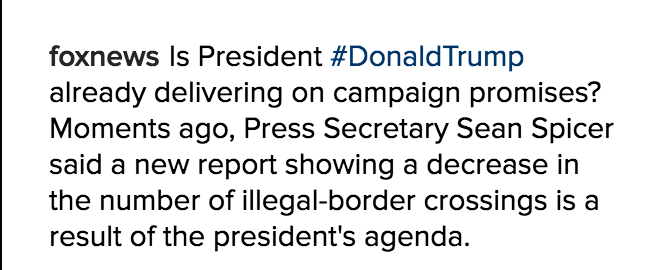 foxnews Is President #DonaldTrump
already delivering on campaign promises?
Moments ago, Press Secretary Sean Spicer
said a new report showing a decrease in
the number of illegal-border crossings is a
result of the president's agenda.